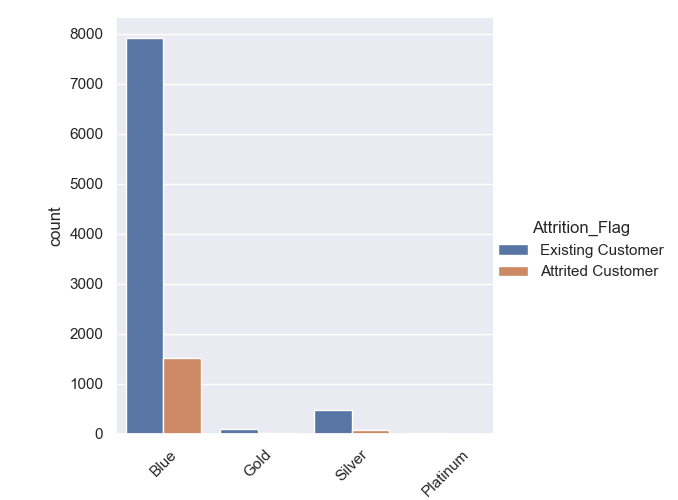 8000
7000
6000
5000
4000
3000
2000
1000
0
count
Blue
Gold
Silver
Platinum
Attrition_Flag
Existing Customer
Attrited Customer